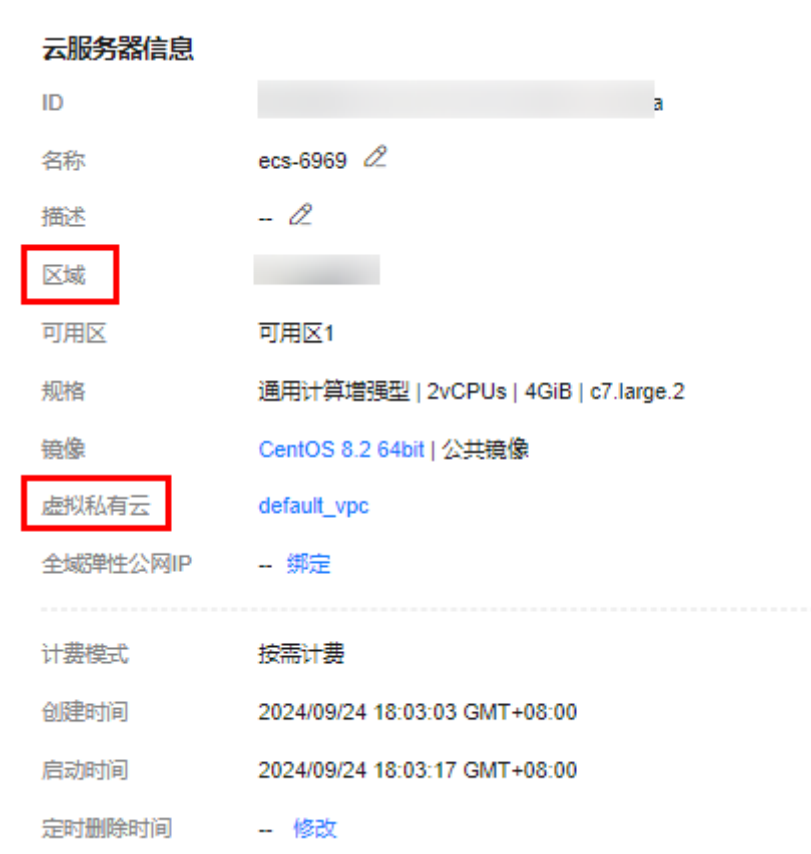 云服务器信息
ID a
名称 ecs-6969
描述 --
区域
可用区 可用区1
规格 通用计算增强型 | 2vCPUs | 4GiB | c7.large.2
镜像 CentOS 8.2 64bit | 公共镜像
虚拟私有云 default_vpc
全域弹性公网IP -- 绑定
计费模式 按需计费
创建时间 2024/09/24 18:03:03 GMT+08:00
启动时间 2024/09/24 18:03:17 GMT+08:00
定时删除时间 -- 修改